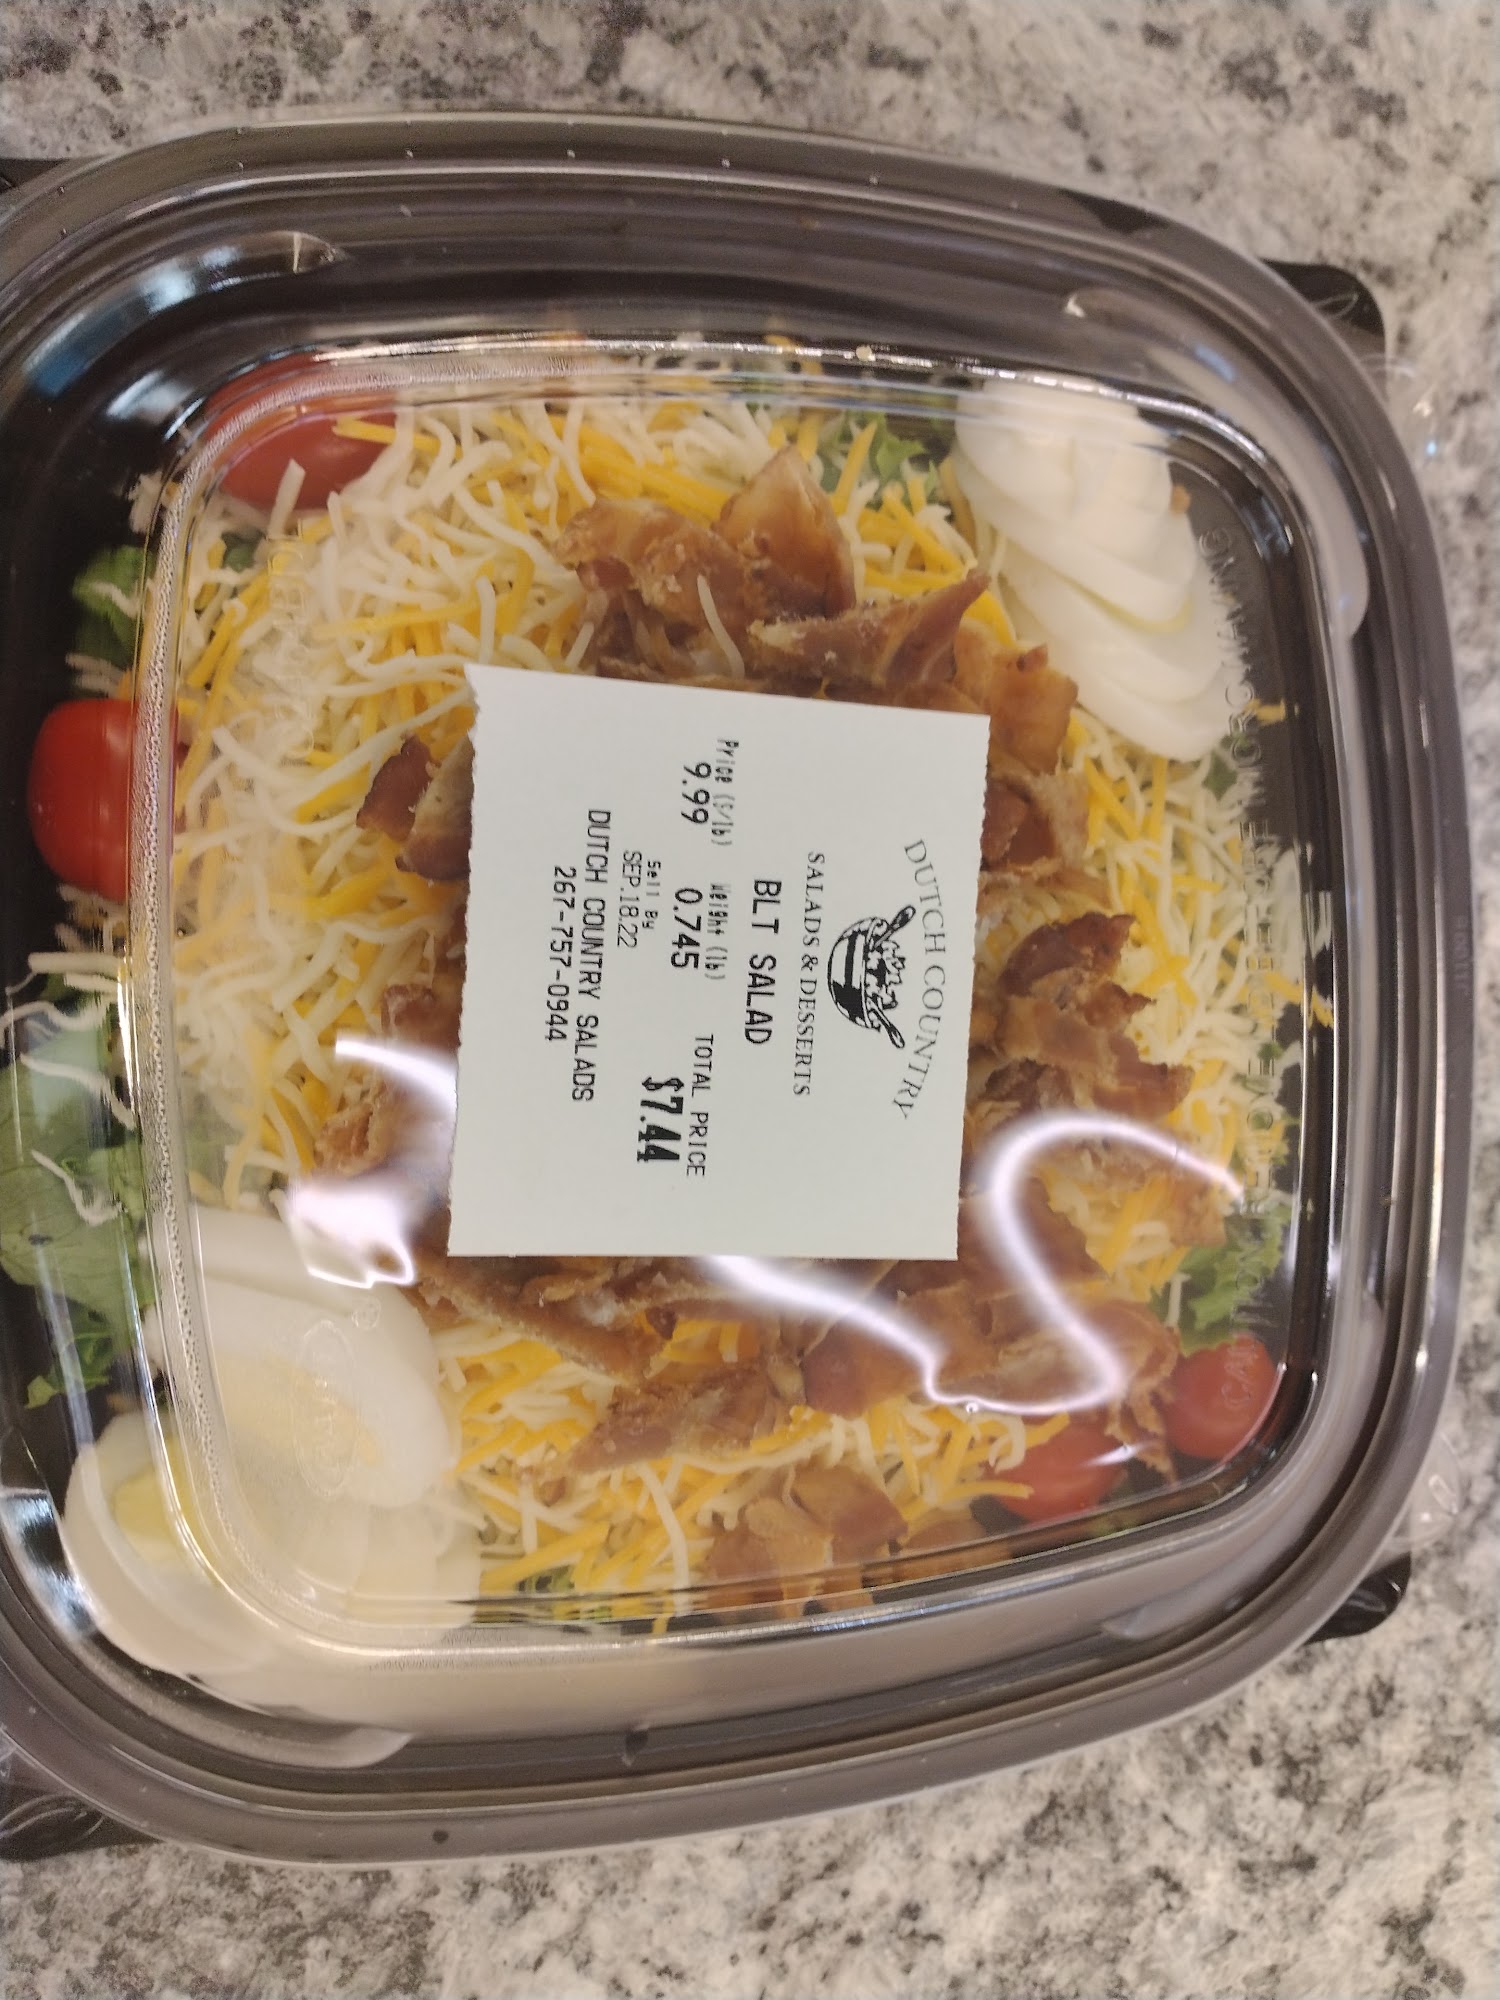 DUTCH COUNTRY
SALADS & DESSERTS
BLT SALAD
Price ($/lb) Weight (lb) TOTAL PRICE
9.99 0.745 $7.44
Sell By
SEP.18.22
DUTCH COUNTRY SALADS
267-757-0944